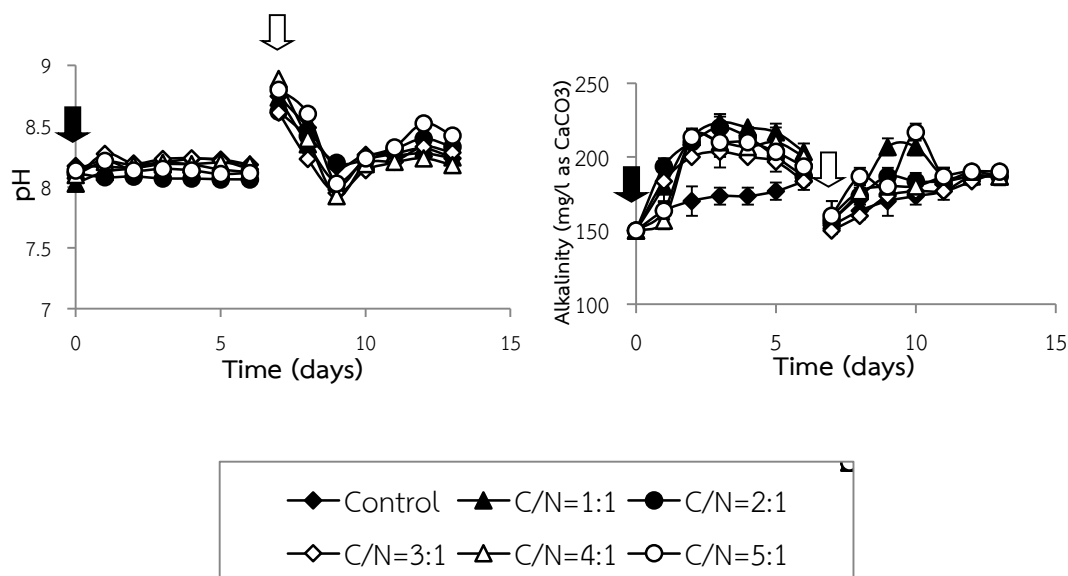 9
8.5
8
7.5
7
pH
0
5
10
15
Time (days)
250
200
150
100
Alkalinity (mg/l as CaCO3)
0
5
10
15
Time (days)
Control C/N=1:1 C/N=2:1
C/N=3:1 C/N=4:1 C/N=5:1